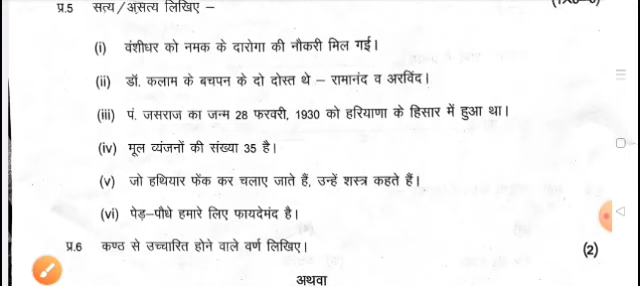 प्र.5 सत्य/असत्य लिखिए –
(i) वंशीधर को नमक के दारोगा की नौकरी मिल गई।
(ii) डॉ. कलाम के बचपन के दो दोस्त थे – रामानंद व अरविंद।
(iii) पं. जसराज का जन्म 28 फरवरी, 1930 को हरियाणा के हिसार में हुआ था।
(iv) मूल व्यंजनों की संख्या 35 है।
(v) जो हथियार फेंक कर चलाए जाते हैं, उन्हें शस्त्र कहते हैं।
(vi) पेड़–पौधे हमारे लिए फायदेमंद है।
प्र.6 कण्ठ से उच्चारित होने वाले वर्ण लिखिए। (2)
अथवा